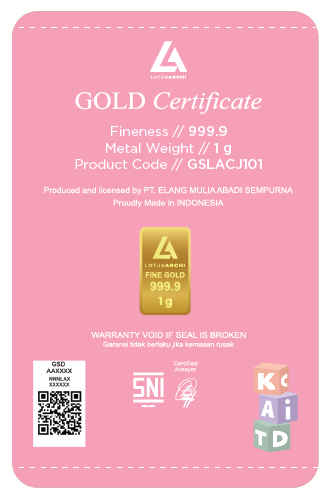 LOTUSARCHI
GOLD Certificate
Fineness // 999.9
Metal Weight // 1 g
Product Code // GSLACJ101
Produced and licensed by PT. ELANG MULIA ABADI SEMPURNA
Proudly Made in INDONESIA
LOTUSARCHI
FINE GOLD
999.9
1g
WARRANTY VOID IF SEAL IS BROKEN
Garansi tidak berlaku jika kemasan rusak
GSD
AAXXXX
NNNLAX
XXXXXX
SNI
Certified
Assayer
K C
A i
T D